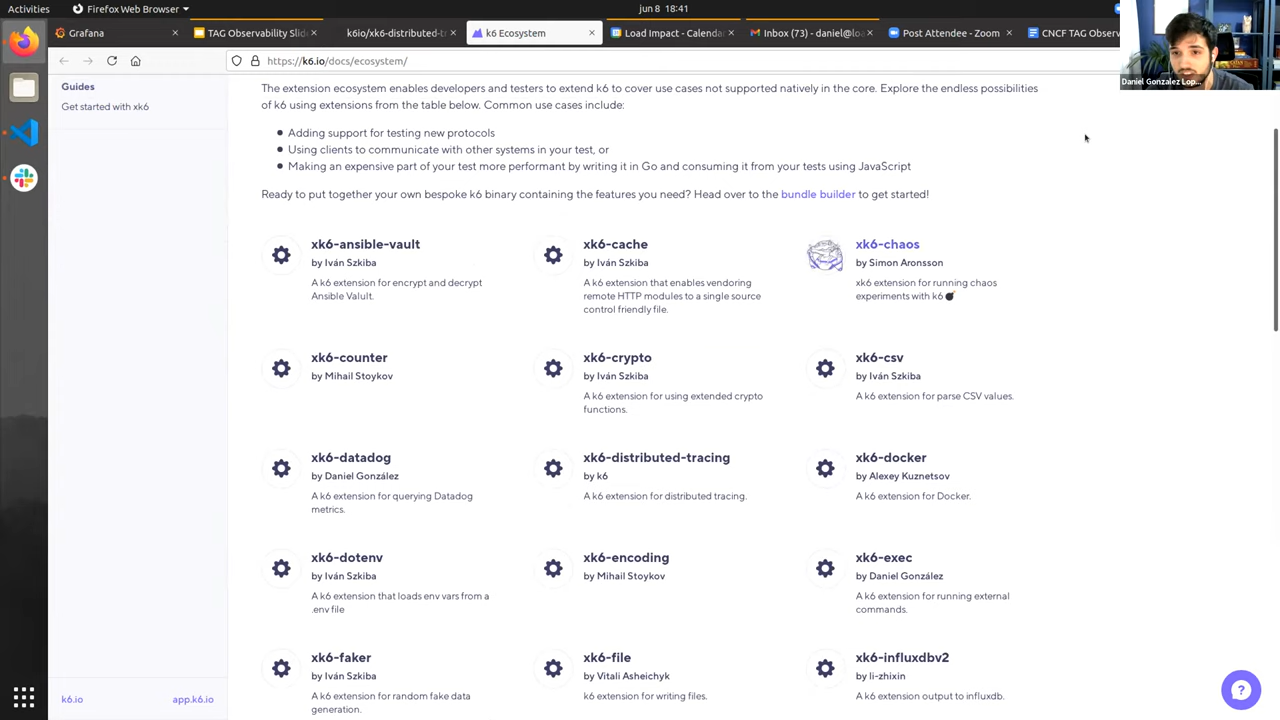 Activities
Firefox Web Browser
jun 8 18:41
Grafana
TAG Observability Slid
k6io/xk6-distributed-t
k6 Ecosystem
Load Impact - Calenda
Inbox (73) - daniel@loa
Post Attendee - Zoom
CNCF TAG Obser
https://k6.io/docs/ecosystem/
Daniel Gonzalez Lop...
Guides
Get started with xk6
The extension ecosystem enables developers and testers to extend k6 to cover use cases not supported natively in the core. Explore the endless possibilities
of k6 using extensions from the table below. Common use cases include:
Adding support for testing new protocols
Using clients to communicate with other systems in your test, or
Making an expensive part of your test more performant by writing it in Go and consuming it from your tests using JavaScript
Ready to put together your own bespoke k6 binary containing the features you need? Head over to the bundle builder to get started!
xk6-ansible-vault
by Iván Szkiba
A k6 extension for encrypt and decrypt
Ansible Valult.
xk6-cache
by Iván Szkiba
A k6 extension that enables vendoring
remote HTTP modules to a single source
control friendly file.
xk6-chaos
by Simon Aronsson
xk6 extension for running chaos
experiments with k6 💣
xk6-counter
by Mihail Stoykov
xk6-crypto
by Iván Szkiba
A k6 extension for using extended crypto
functions.
xk6-csv
by Iván Szkiba
A k6 extension for parse CSV values.
xk6-datadog
by Daniel González
A k6 extension for querying Datadog
metrics.
xk6-distributed-tracing
by k6
A k6 extension for distributed tracing.
xk6-docker
by Alexey Kuznetsov
A k6 extension for Docker.
xk6-dotenv
by Iván Szkiba
A k6 extension that loads env vars from a
.env file
xk6-encoding
by Mihail Stoykov
xk6-exec
by Daniel González
A k6 extension for running external
commands.
xk6-faker
by Iván Szkiba
A k6 extension for random fake data
generation.
xk6-file
by Vitali Asheichyk
k6 extension for writing files.
xk6-influxdbv2
by li-zhixin
A k6 extension output to influxdb.
k6.io
app.k6.io